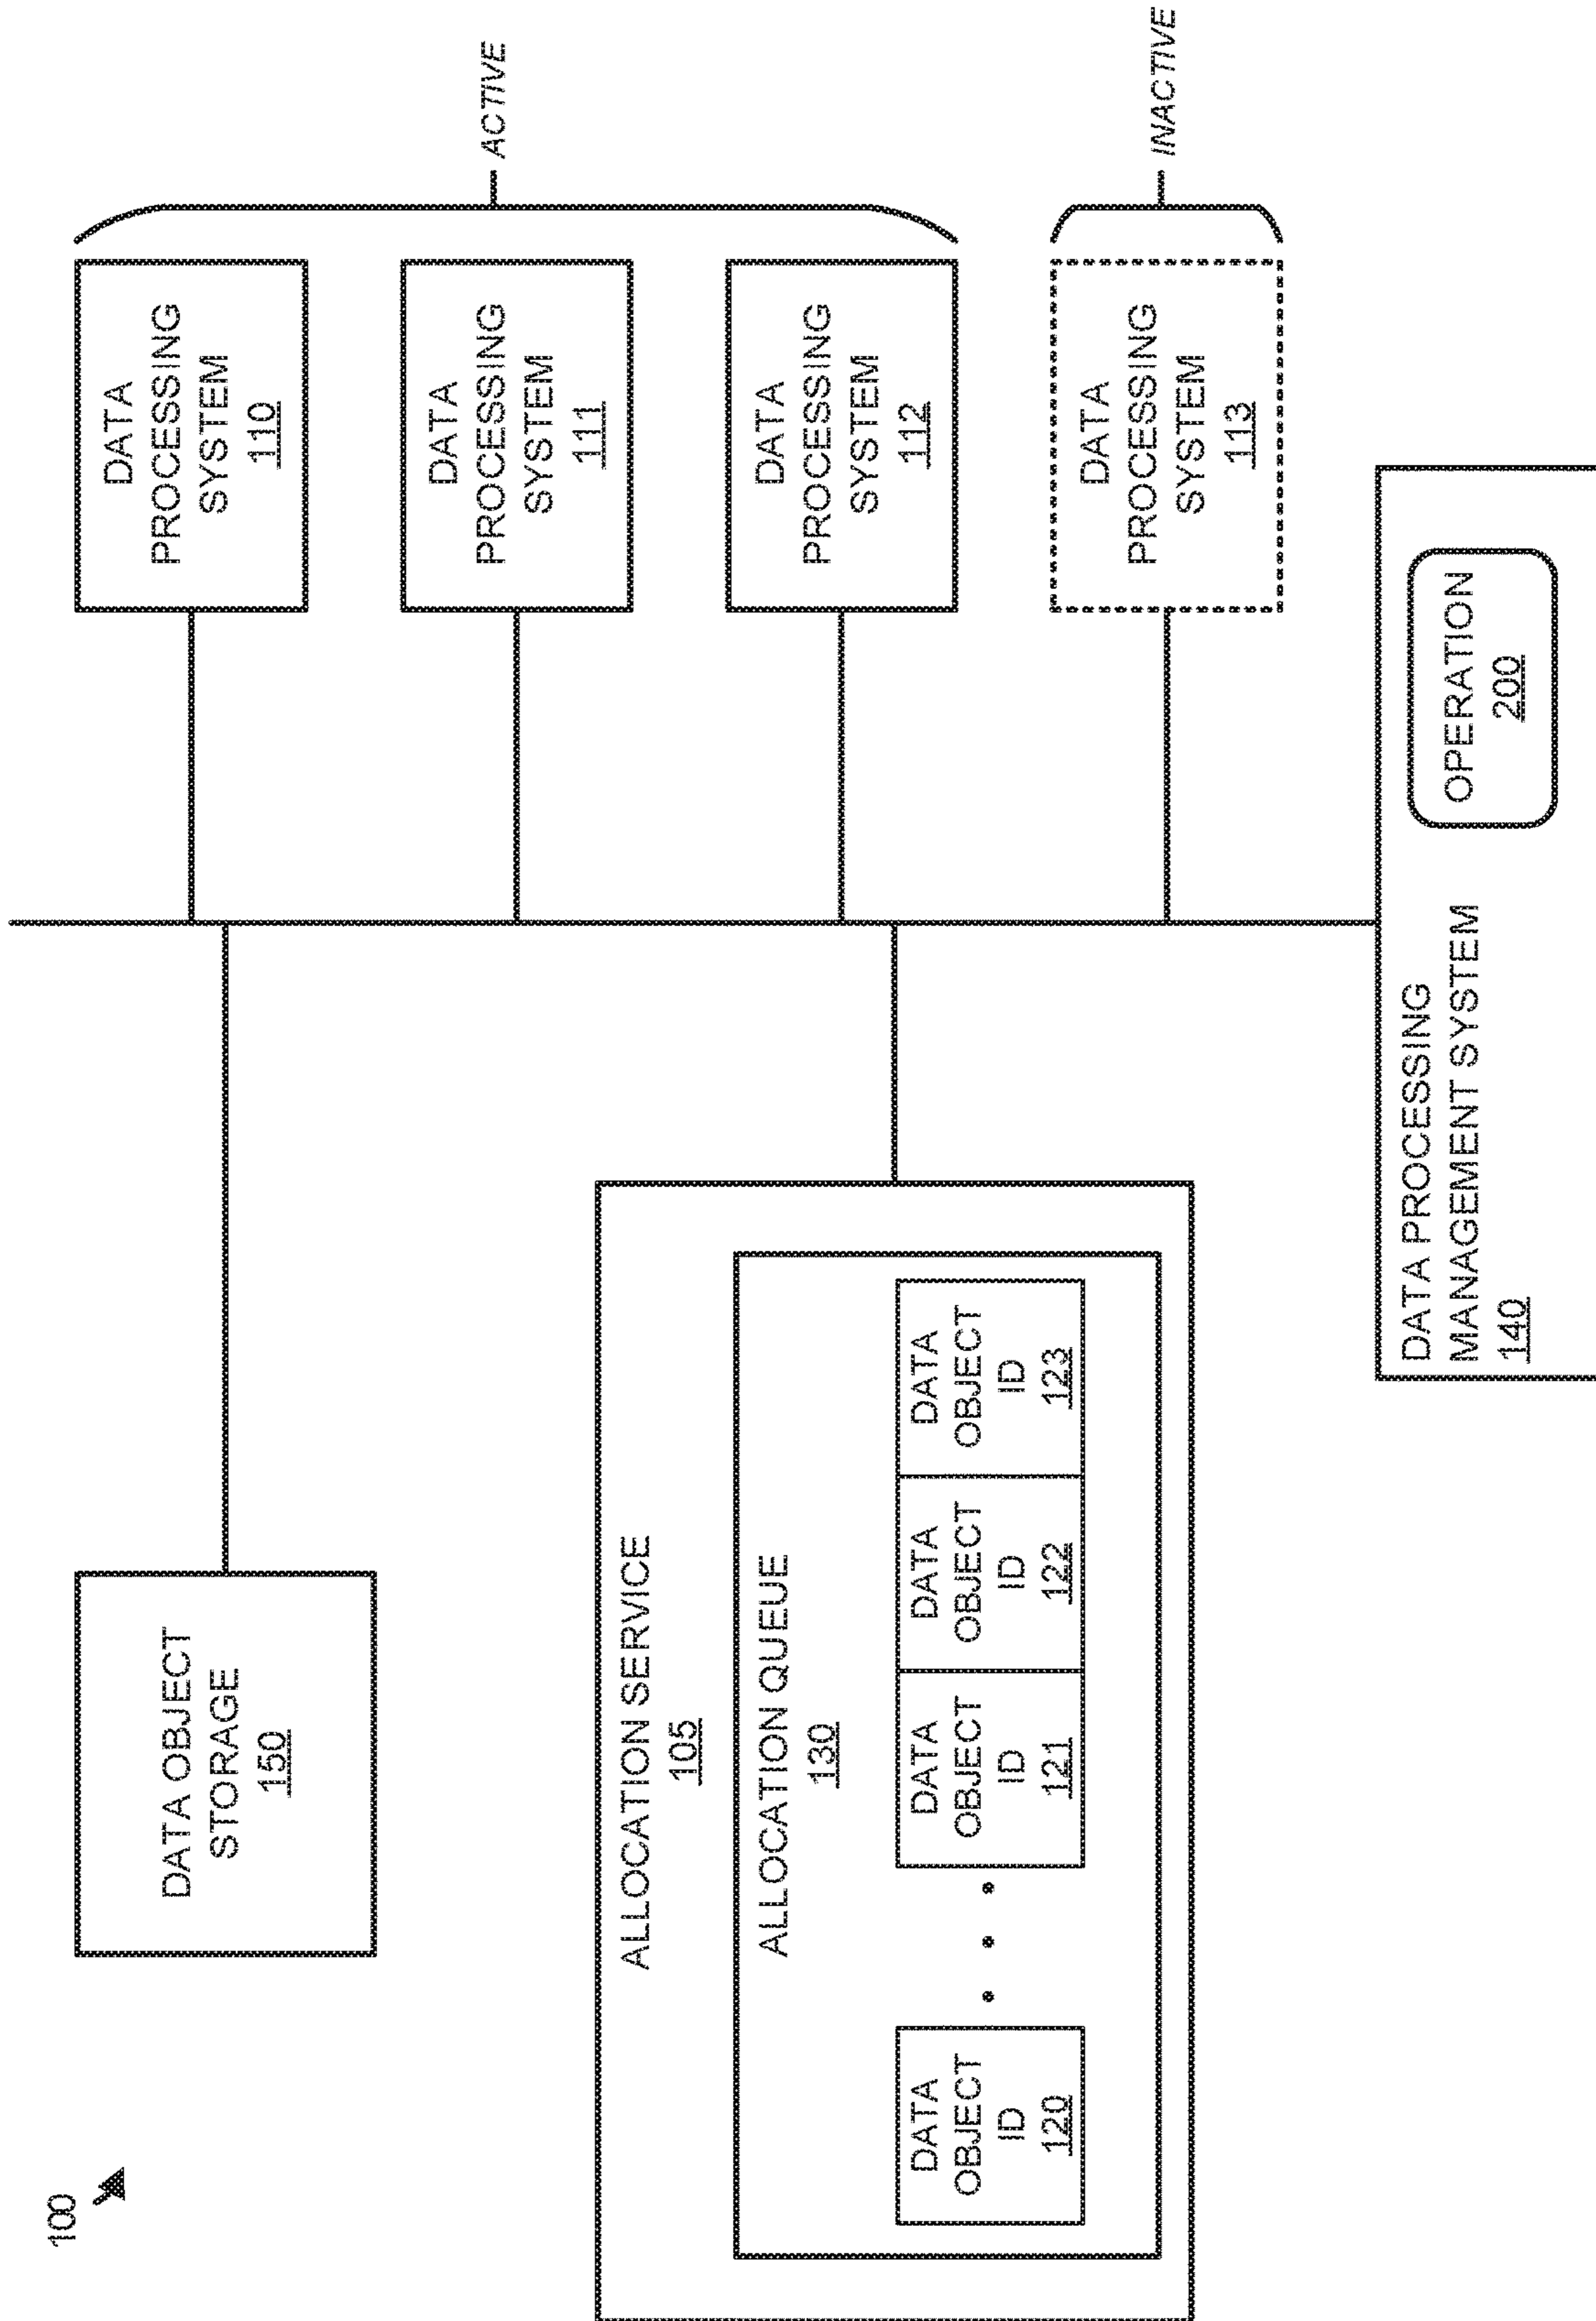 100
DATA OBJECT
STORAGE
150
DATA
PROCESSING
SYSTEM
110
DATA
PROCESSING
SYSTEM
111
DATA
PROCESSING
SYSTEM
112
ACTIVE
DATA
PROCESSING
SYSTEM
113
INACTIVE
ALLOCATION SERVICE
105
ALLOCATION QUEUE
130
DATA
OBJECT
ID
120
DATA
OBJECT
ID
121
DATA
OBJECT
ID
122
DATA
OBJECT
ID
123
DATA PROCESSING
MANAGEMENT SYSTEM
140
OPERATION
200